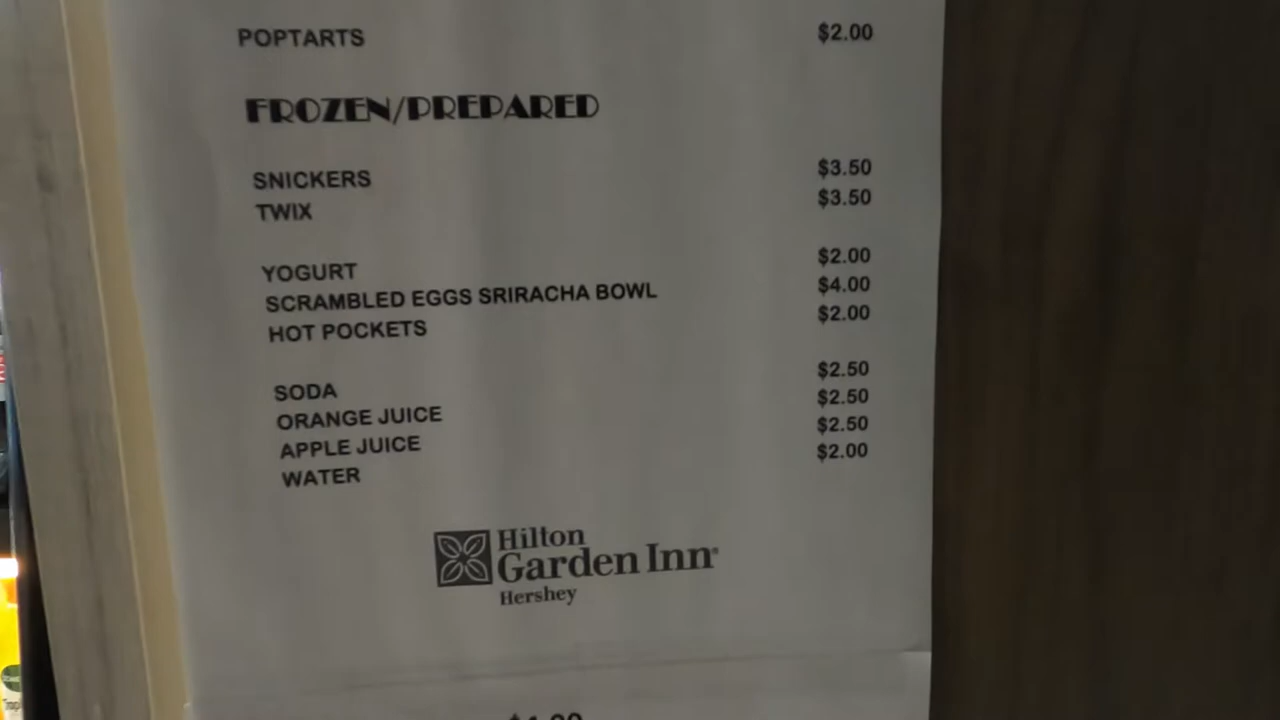 POPTARTS $2.00
FROZEN/PREPARED
SNICKERS $3.50
TWIX $3.50
YOGURT $2.00
SCRAMBLED EGGS SRIRACHA BOWL $4.00
HOT POCKETS $2.00
SODA $2.50
ORANGE JUICE $2.50
APPLE JUICE $2.50
WATER $2.00
Hilton
Garden Inn®
Hershey